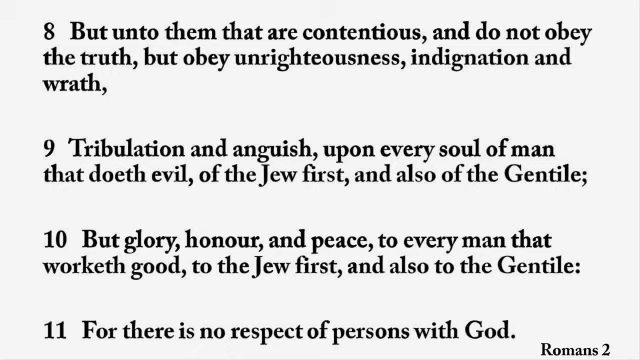 8 But unto them that are contentious, and do not obey
the truth, but obey unrighteousness, indignation and
wrath,
9 Tribulation and anguish, upon every soul of man
that doeth evil, of the Jew first, and also of the Gentile;
10 But glory, honour, and peace, to every man that
worketh good, to the Jew first, and also to the Gentile:
11 For there is no respect of persons with God.
Romans 2